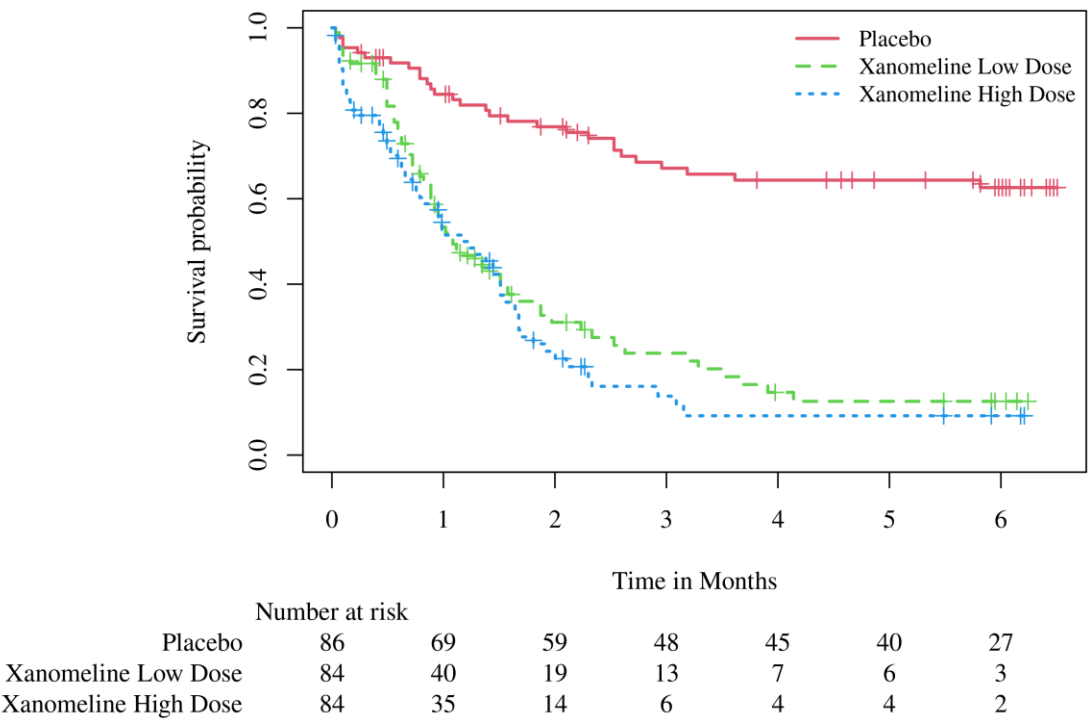 Placebo
Xanomeline Low Dose
Xanomeline High Dose
Survival probability
1.0
0.8
0.6
0.4
0.2
0.0
0 1 2 3 4 5 6
Time in Months
Number at risk
Placebo 86 69 59 48 45 40 27
Xanomeline Low Dose 84 40 19 13 7 6 3
Xanomeline High Dose 84 35 14 6 4 4 2